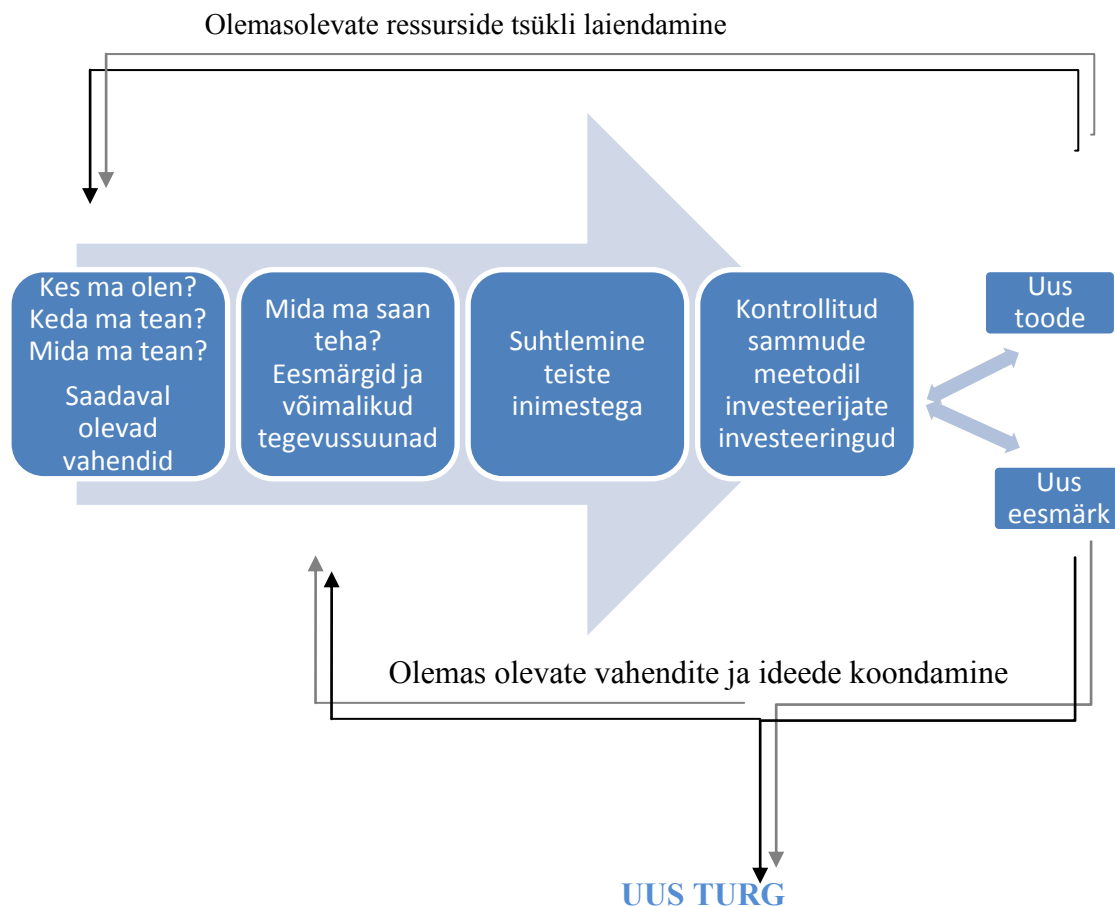 Olemasolevate ressurside tsükli laiendamine
Kes ma olen?
Keda ma tean?
Mida ma tean?
Saadaval
olevad
vahendid
Mida ma saan
teha?
Eesmärgid ja
võimalikud
tegevussuunad
Suhtlemine
teiste
inimestega
Kontrollitud
sammude
meetodil
investeerijate
investeeringud
Uus
toode
Uus
eesmärk
Olemas olevate vahendite ja ideede koondamine
UUS TURG